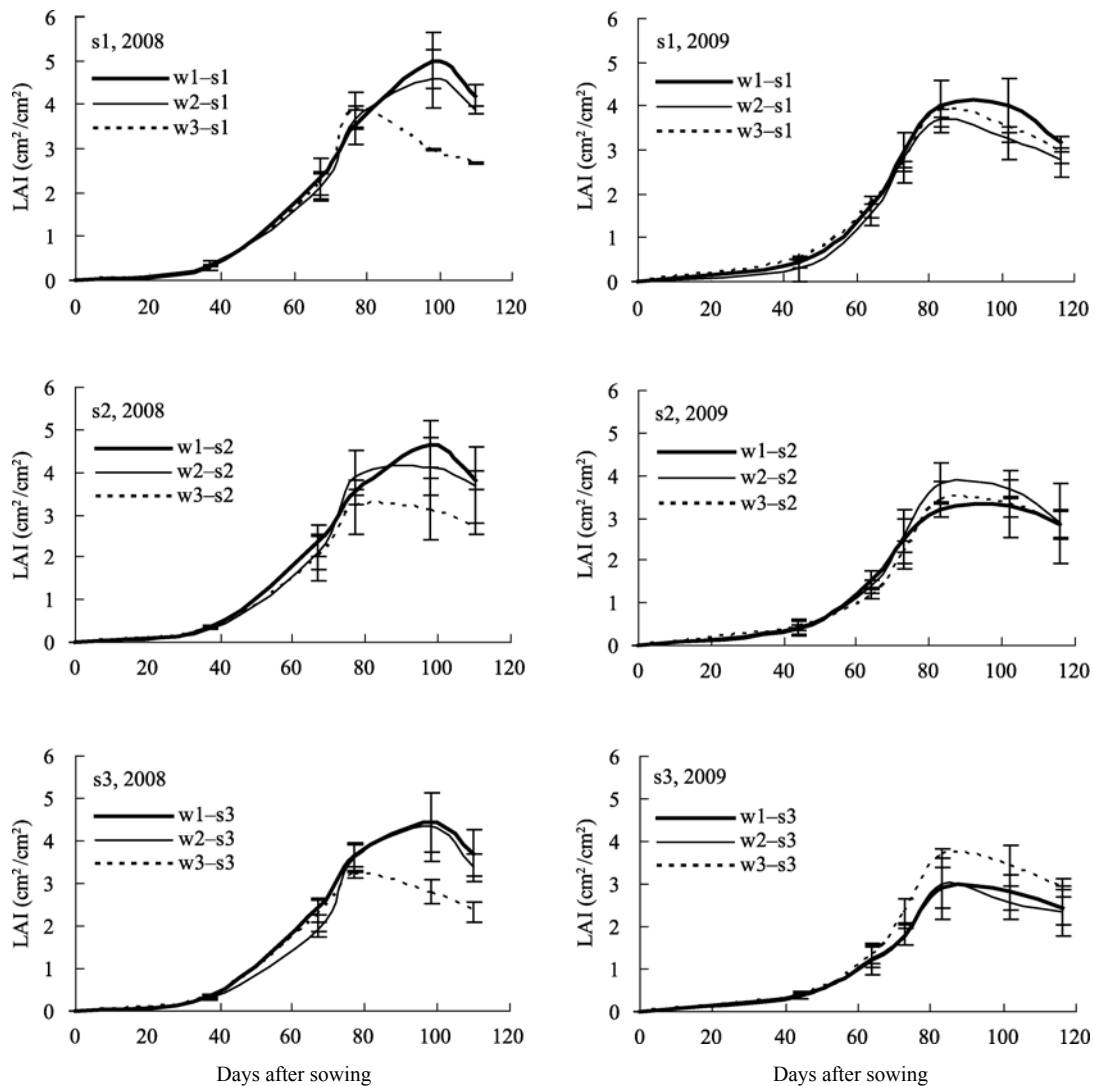 s1, 2008
w1–s1
w2–s1
w3–s1
LAI (cm²/cm²)
6
5
4
3
2
1
0
0 20 40 60 80 100 120
s1, 2009
w1–s1
w2–s1
w3–s1
LAI (cm²/cm²)
6
5
4
3
2
1
0
0 20 40 60 80 100 120
s2, 2008
w1–s2
w2–s2
w3–s2
LAI (cm²/cm²)
6
5
4
3
2
1
0
0 20 40 60 80 100 120
s2, 2009
w1–s2
w2–s2
w3–s2
LAI (cm²/cm²)
6
5
4
3
2
1
0
0 20 40 60 80 100 120
s3, 2008
w1–s3
w2–s3
w3–s3
LAI (cm²/cm²)
6
5
4
3
2
1
0
0 20 40 60 80 100 120
Days after sowing
s3, 2009
w1–s3
w2–s3
w3–s3
LAI (cm²/cm²)
6
5
4
3
2
1
0
0 20 40 60 80 100 120
Days after sowing